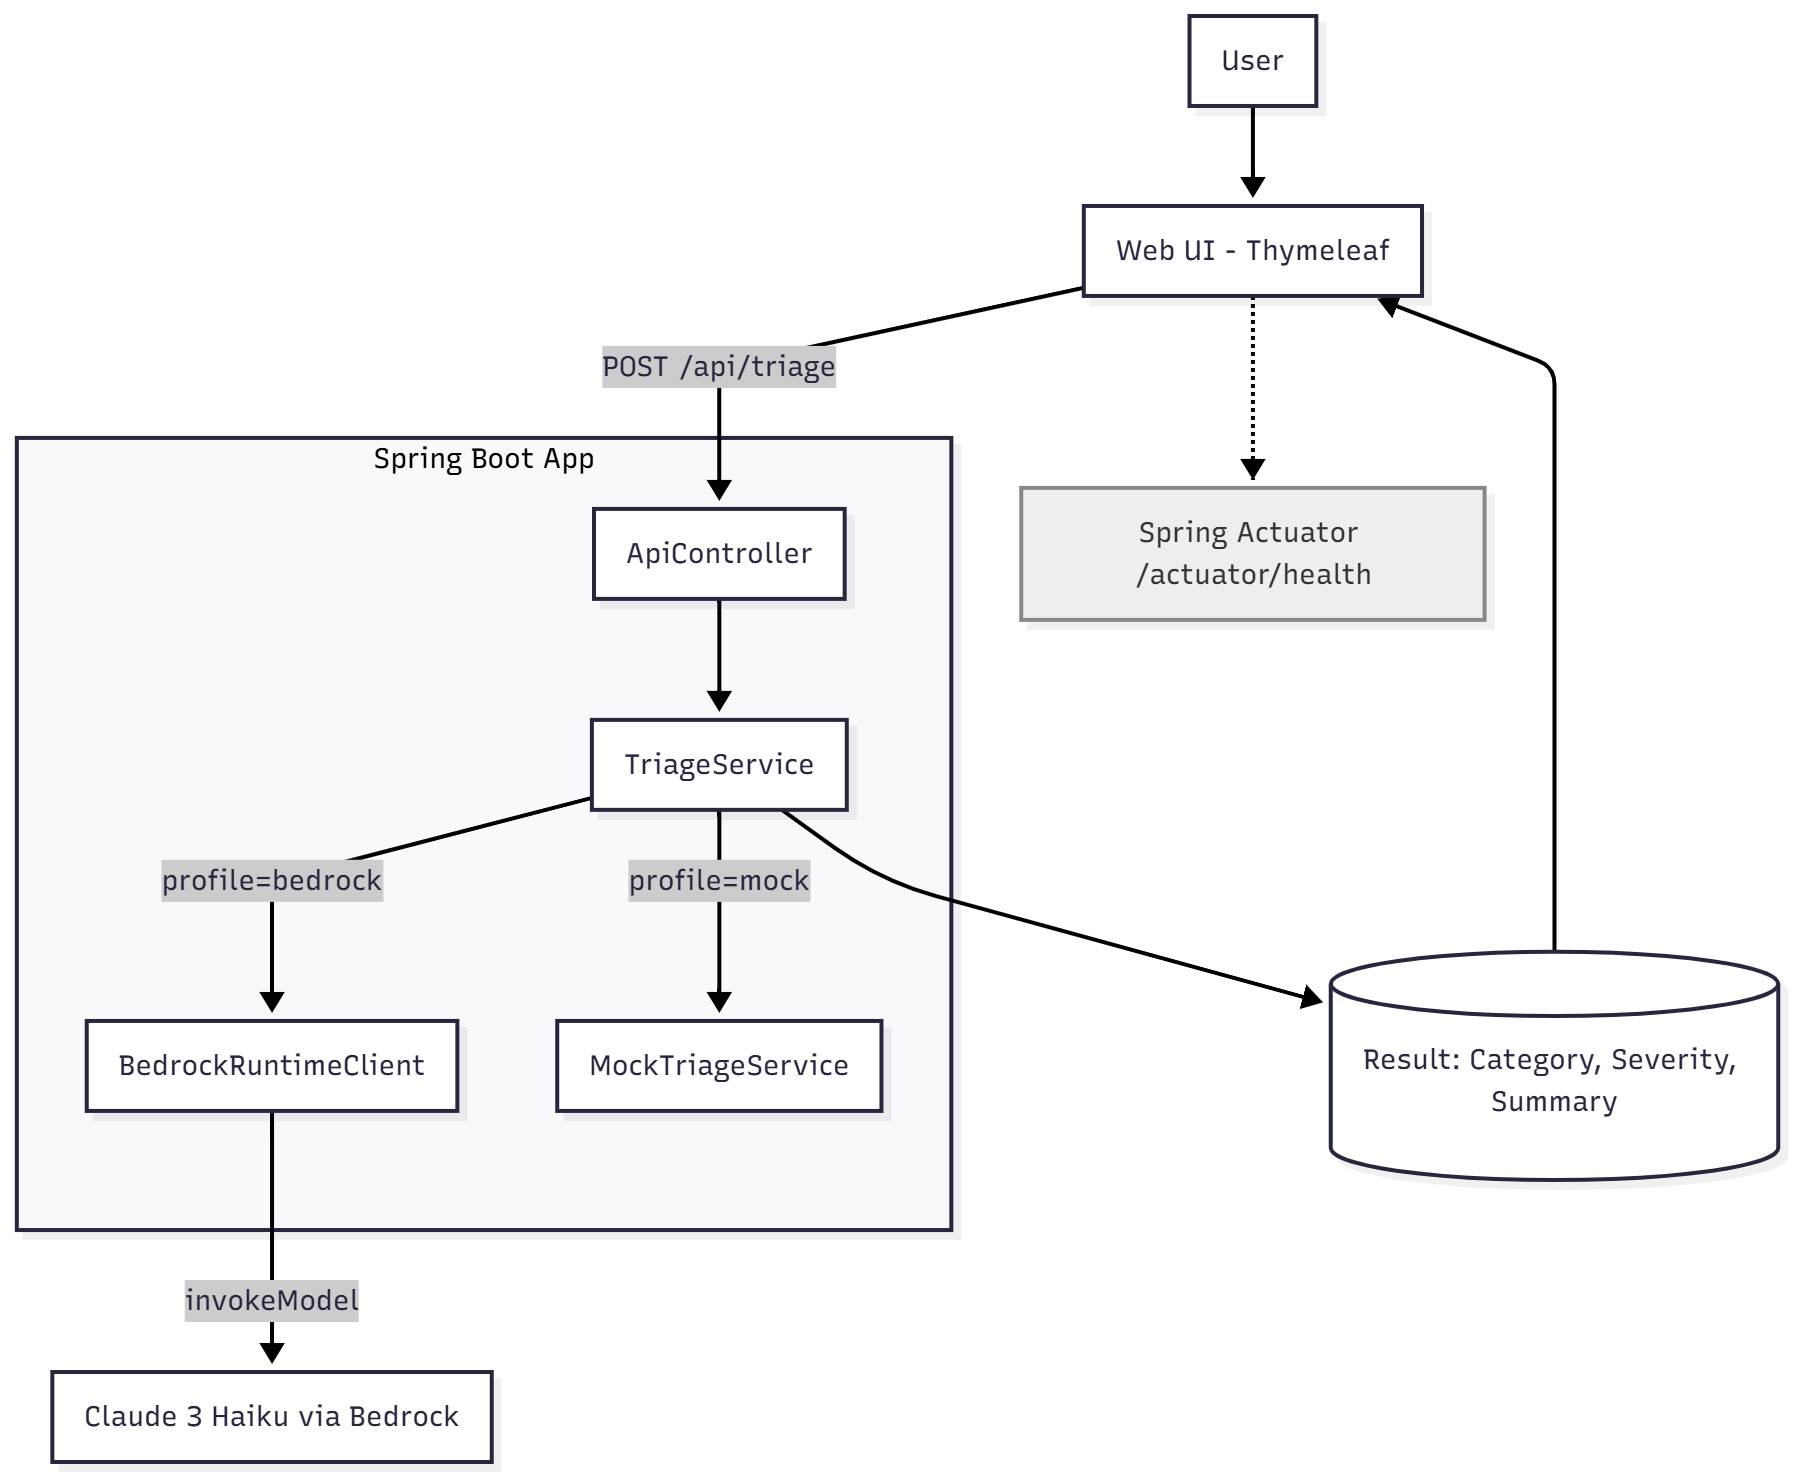 User
Web UI - Thymeleaf
POST /api/triage
Spring Boot App
ApiController
Spring Actuator
/actuator/health
TriageService
profile=bedrock
profile=mock
BedrockRuntimeClient
MockTriageService
Result: Category, Severity,
Summary
invokeModel
Claude 3 Haiku via Bedrock